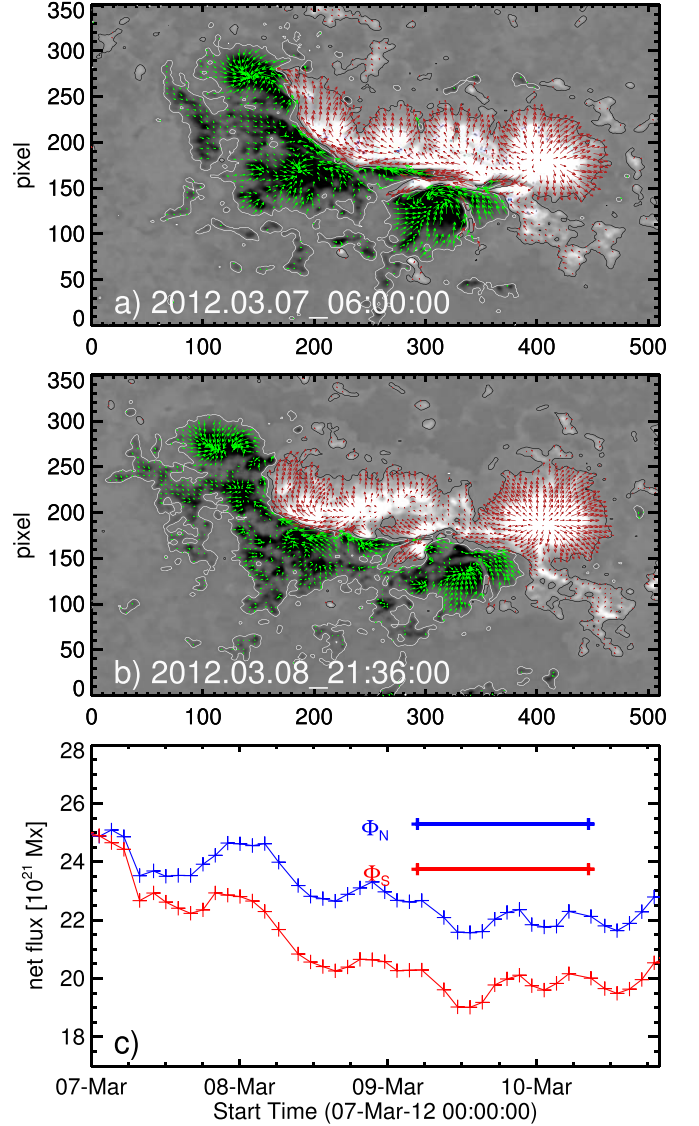 350
300
250
200
150
100
50
0
pixel
a) 2012.03.07_06:00:00
0 100 200 300 400 500
350
300
250
200
150
100
50
0
pixel
b) 2012.03.08_21:36:00
0 100 200 300 400 500
28
26
24
22
20
18
net flux [10²¹ Mx]
Φ_N
Φ_S
c)
07-Mar 08-Mar 09-Mar 10-Mar
Start Time (07-Mar-12 00:00:00)